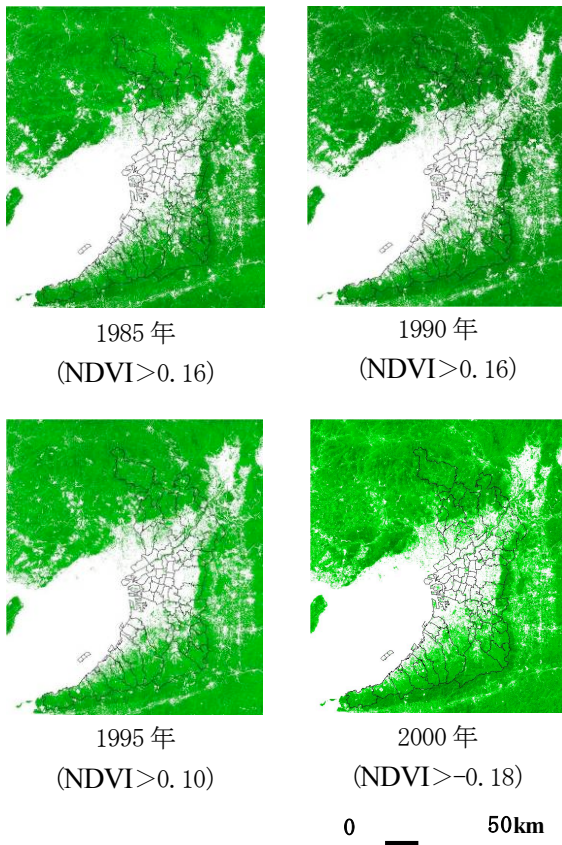 1985 年
(NDVI＞0.16)
1990 年
(NDVI＞0.16)
1995 年
(NDVI＞0.10)
2000 年
(NDVI＞-0.18)
0 50km